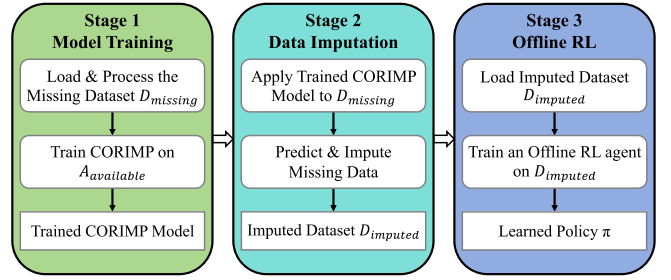 Stage 1
Model Training
Load & Process the
Missing Dataset D_missing
Train CORIMP on
A_available
Trained CORIMP Model
Stage 2
Data Imputation
Apply Trained CORIMP
Model to D_missing
Predict & Impute
Missing Data
Imputed Dataset D_imputed
Stage 3
Offline RL
Load Imputed Dataset
D_imputed
Train an Offline RL agent
on D_imputed
Learned Policy π